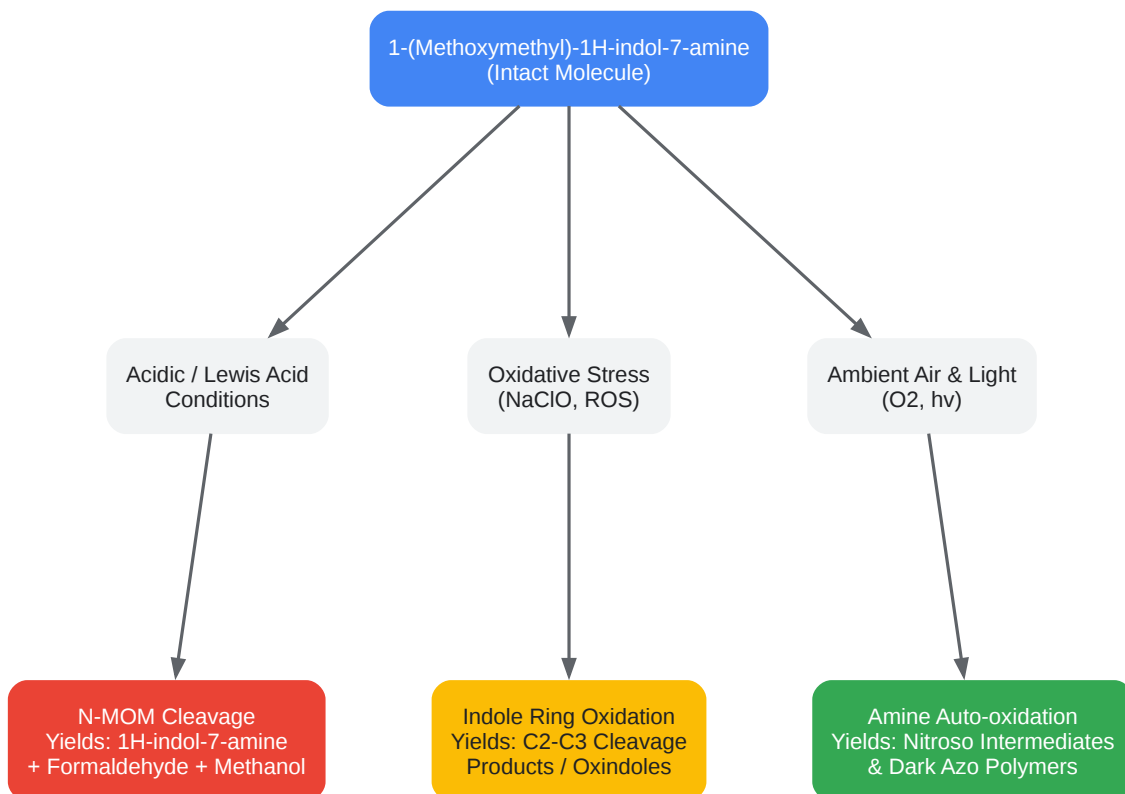 1-(Methoxymethyl)-1H-indol-7-amine
(Intact Molecule)
Acidic / Lewis Acid
Conditions
Oxidative Stress
(NaClO, ROS)
Ambient Air & Light
(O2, hv)
N-MOM Cleavage
Yields: 1H-indol-7-amine
+ Formaldehyde + Methanol
Indole Ring Oxidation
Yields: C2-C3 Cleavage
Products / Oxindoles
Amine Auto-oxidation
Yields: Nitroso Intermediates
& Dark Azo Polymers